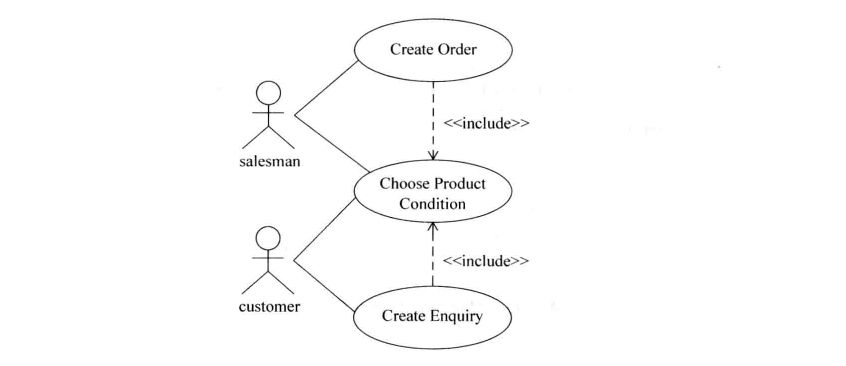 Create Order
<<include>>
salesman
Choose Product
Condition
<<include>>
customer
Create Enquiry